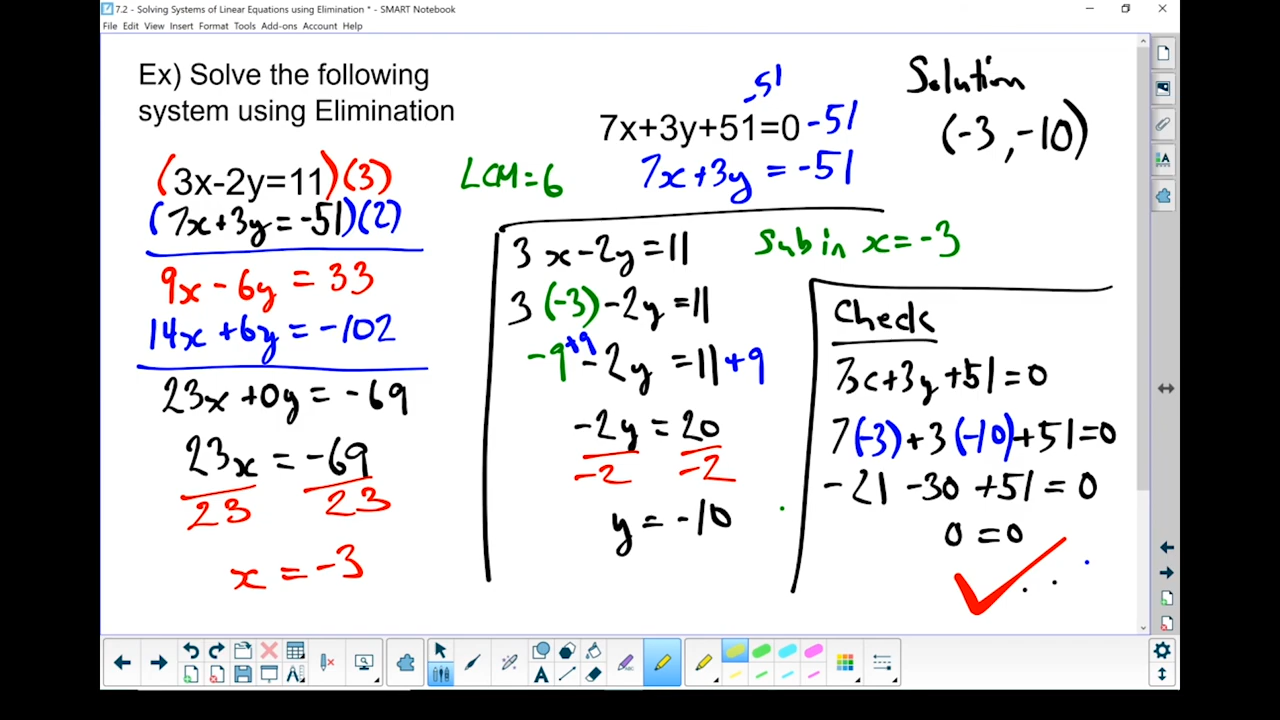 7.2 - Solving Systems of Linear Equations using Elimination * - SMART Notebook
File Edit View Insert Format Tools Add-ons Account Help
Ex) Solve the following
system using Elimination
(3x-2y=11)(3)
(7x+3y=-51)(2)
9x-6y=33
14x+6y=-102
23x+0y=-69
23x=-69
23 23
x=-3
LCM=6
-51
7x+3y+51=0-51
7x+3y=-51
Solution
(-3,-10)
3x-2y=11
Sub in x=-3
3(-3)-2y=11
-9+9-2y=11+9
-2y=20
-2 -2
y=-10
Check
7x+3y+51=0
7(-3)+3(-10)+51=0
-21-30+51=0
0=0